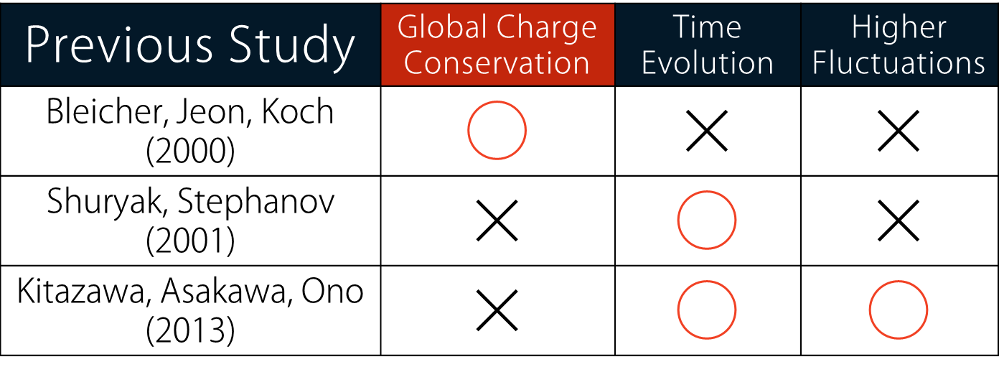 Previous Study
Global Charge
Conservation
Time
Evolution
Higher
Fluctuations
Bleicher, Jeon, Koch
(2000)
Shuryak, Stephanov
(2001)
Kitazawa, Asakawa, Ono
(2013)